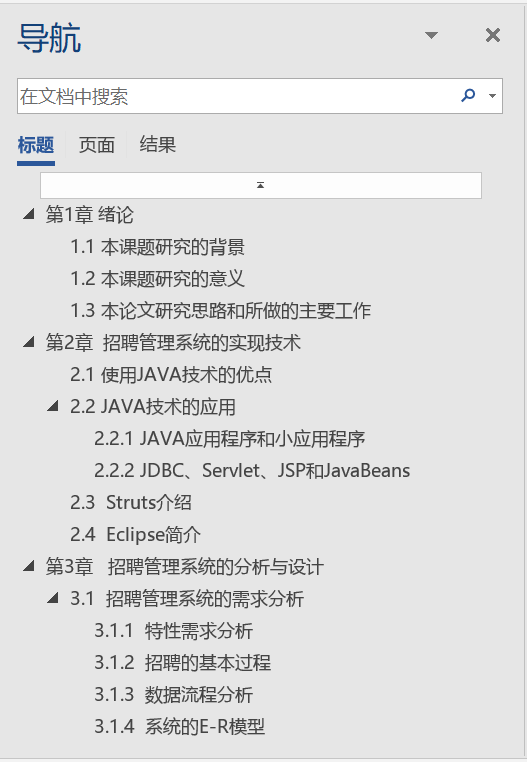 导航
在文档中搜索
标题 页面 结果
第1章 绪论
1.1 本课题研究的背景
1.2 本课题研究的意义
1.3 本论文研究思路和所做的主要工作
第2章 招聘管理系统的实现技术
2.1 使用JAVA技术的优点
2.2 JAVA技术的应用
2.2.1 JAVA应用程序和小应用程序
2.2.2 JDBC、Servlet、JSP和JavaBeans
2.3 Struts介绍
2.4 Eclipse简介
第3章 招聘管理系统的分析与设计
3.1 招聘管理系统的需求分析
3.1.1 特性需求分析
3.1.2 招聘的基本过程
3.1.3 数据流程分析
3.1.4 系统的E-R模型